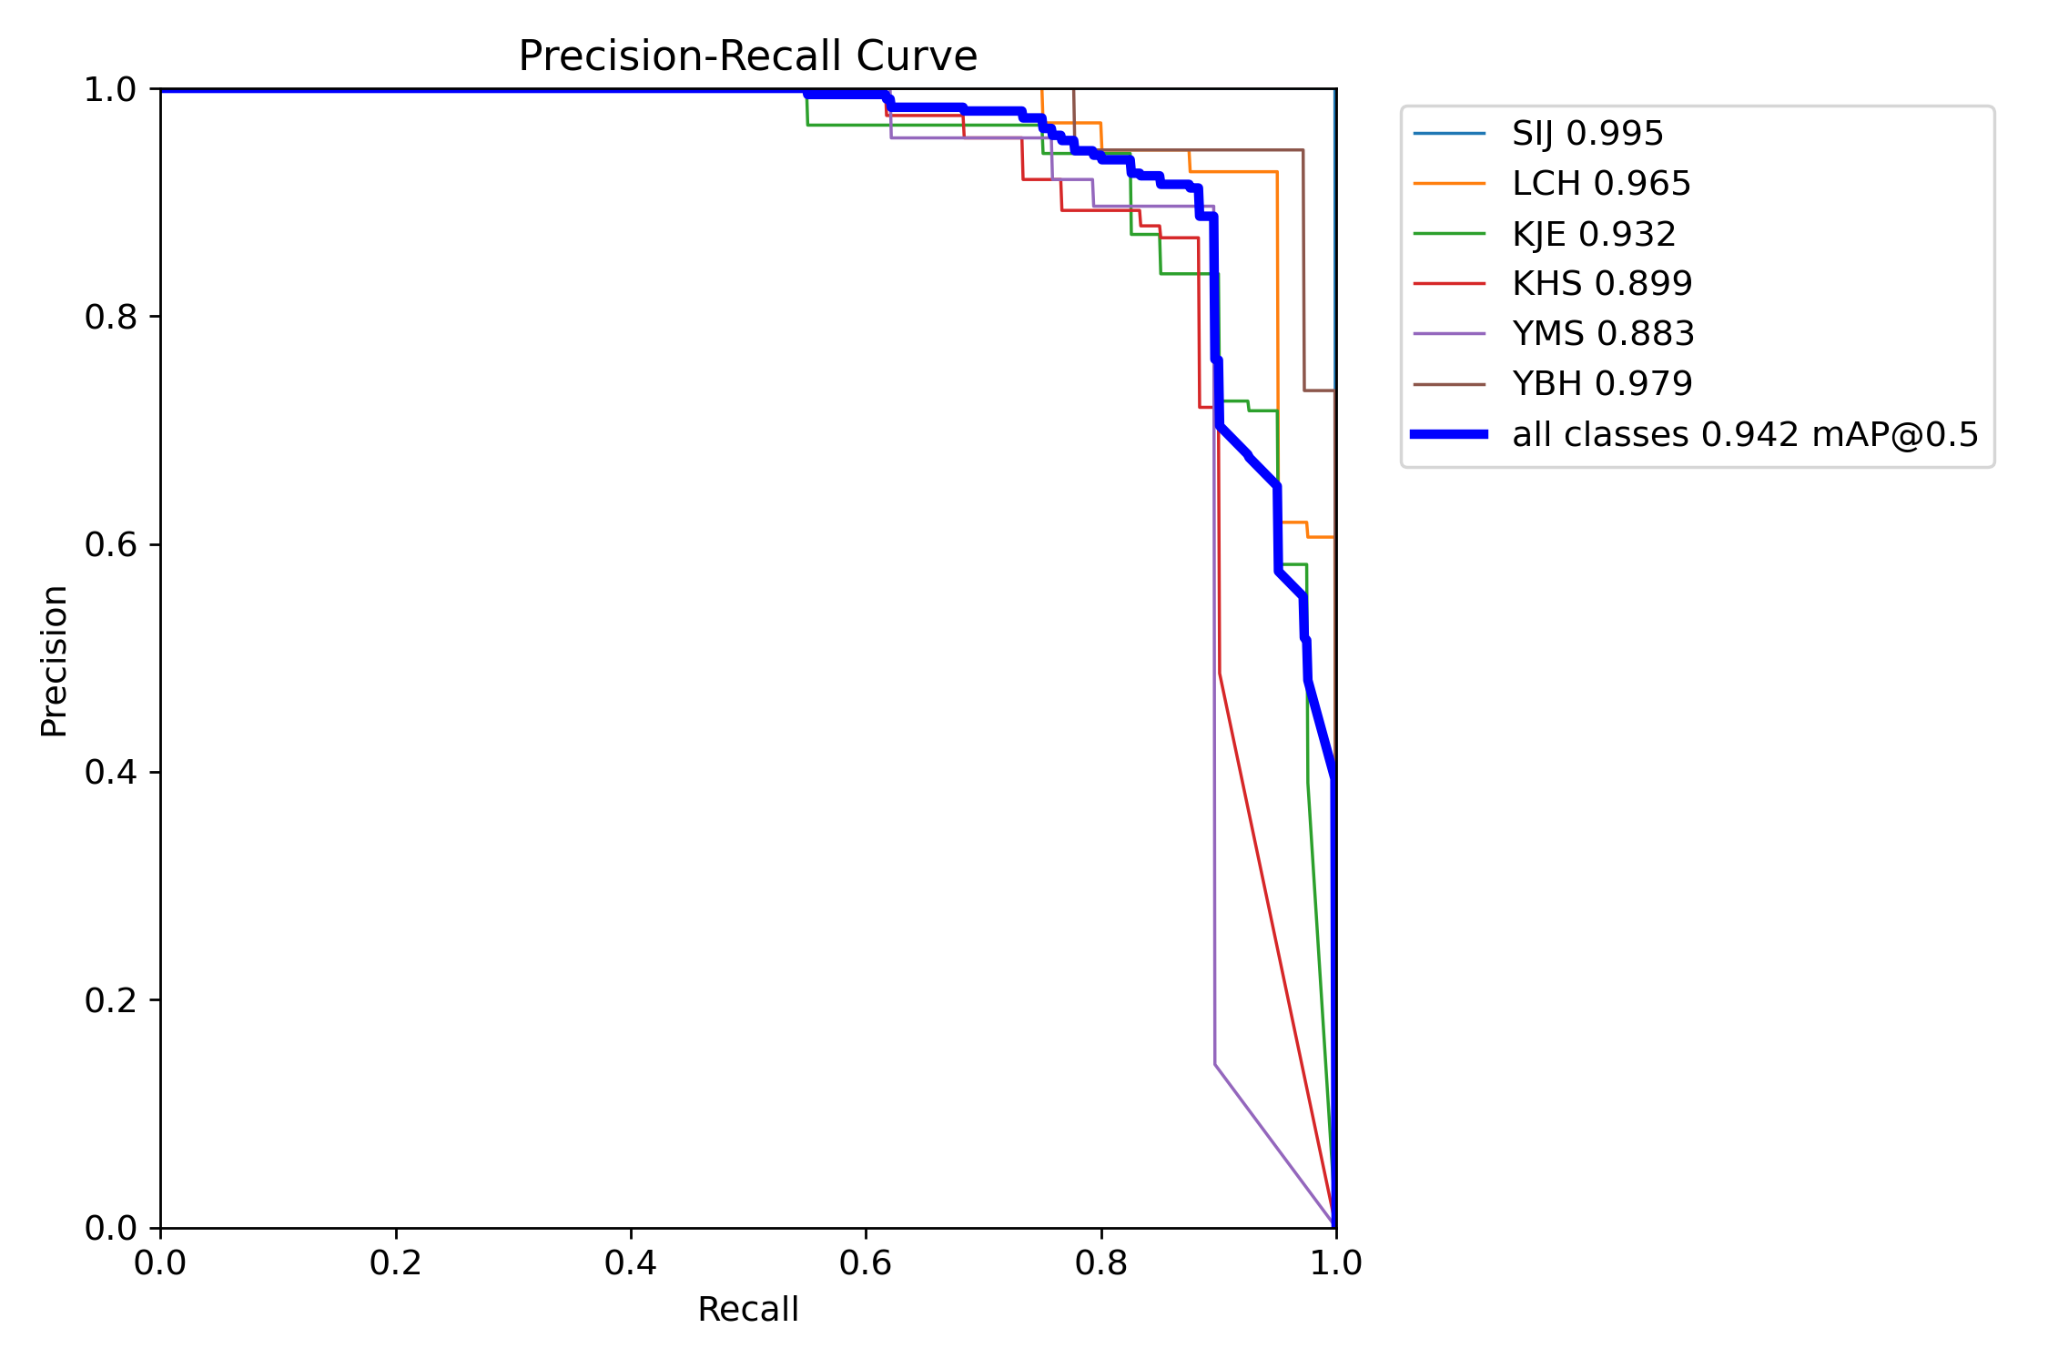 Precision-Recall Curve
1.0
0.8
0.6
0.4
0.2
0.0
Precision
0.0 0.2 0.4 0.6 0.8 1.0
Recall
SIJ 0.995
LCH 0.965
KJE 0.932
KHS 0.899
YMS 0.883
YBH 0.979
all classes 0.942 mAP@0.5